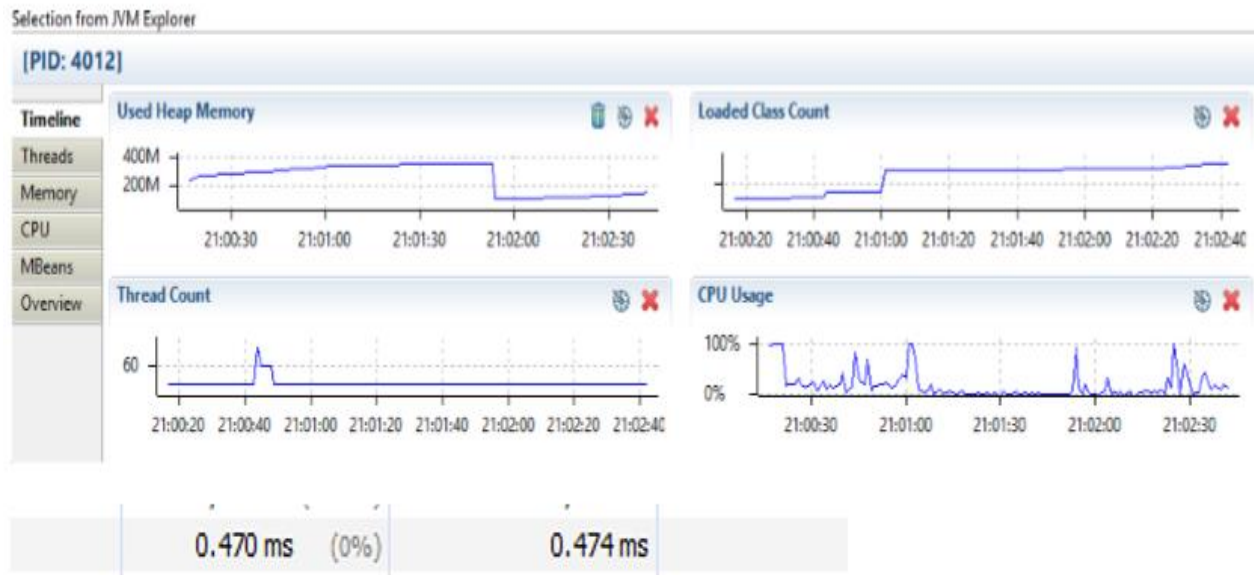 Selection from JVM Explorer
[PID: 4012]
Timeline
Threads
Memory
CPU
MBeans
Overview
Used Heap Memory
400M
200M
21:00:30 21:01:00 21:01:30 21:02:00 21:02:30
Loaded Class Count
21:00:20 21:00:40 21:01:00 21:01:20 21:01:40 21:02:00 21:02:20 21:02:40
Thread Count
60
21:00:20 21:00:40 21:01:00 21:01:20 21:01:40 21:02:00 21:02:20 21:02:40
CPU Usage
100%
0%
21:00:30 21:01:00 21:01:30 21:02:00 21:02:30
0.470 ms (0%) 0.474 ms